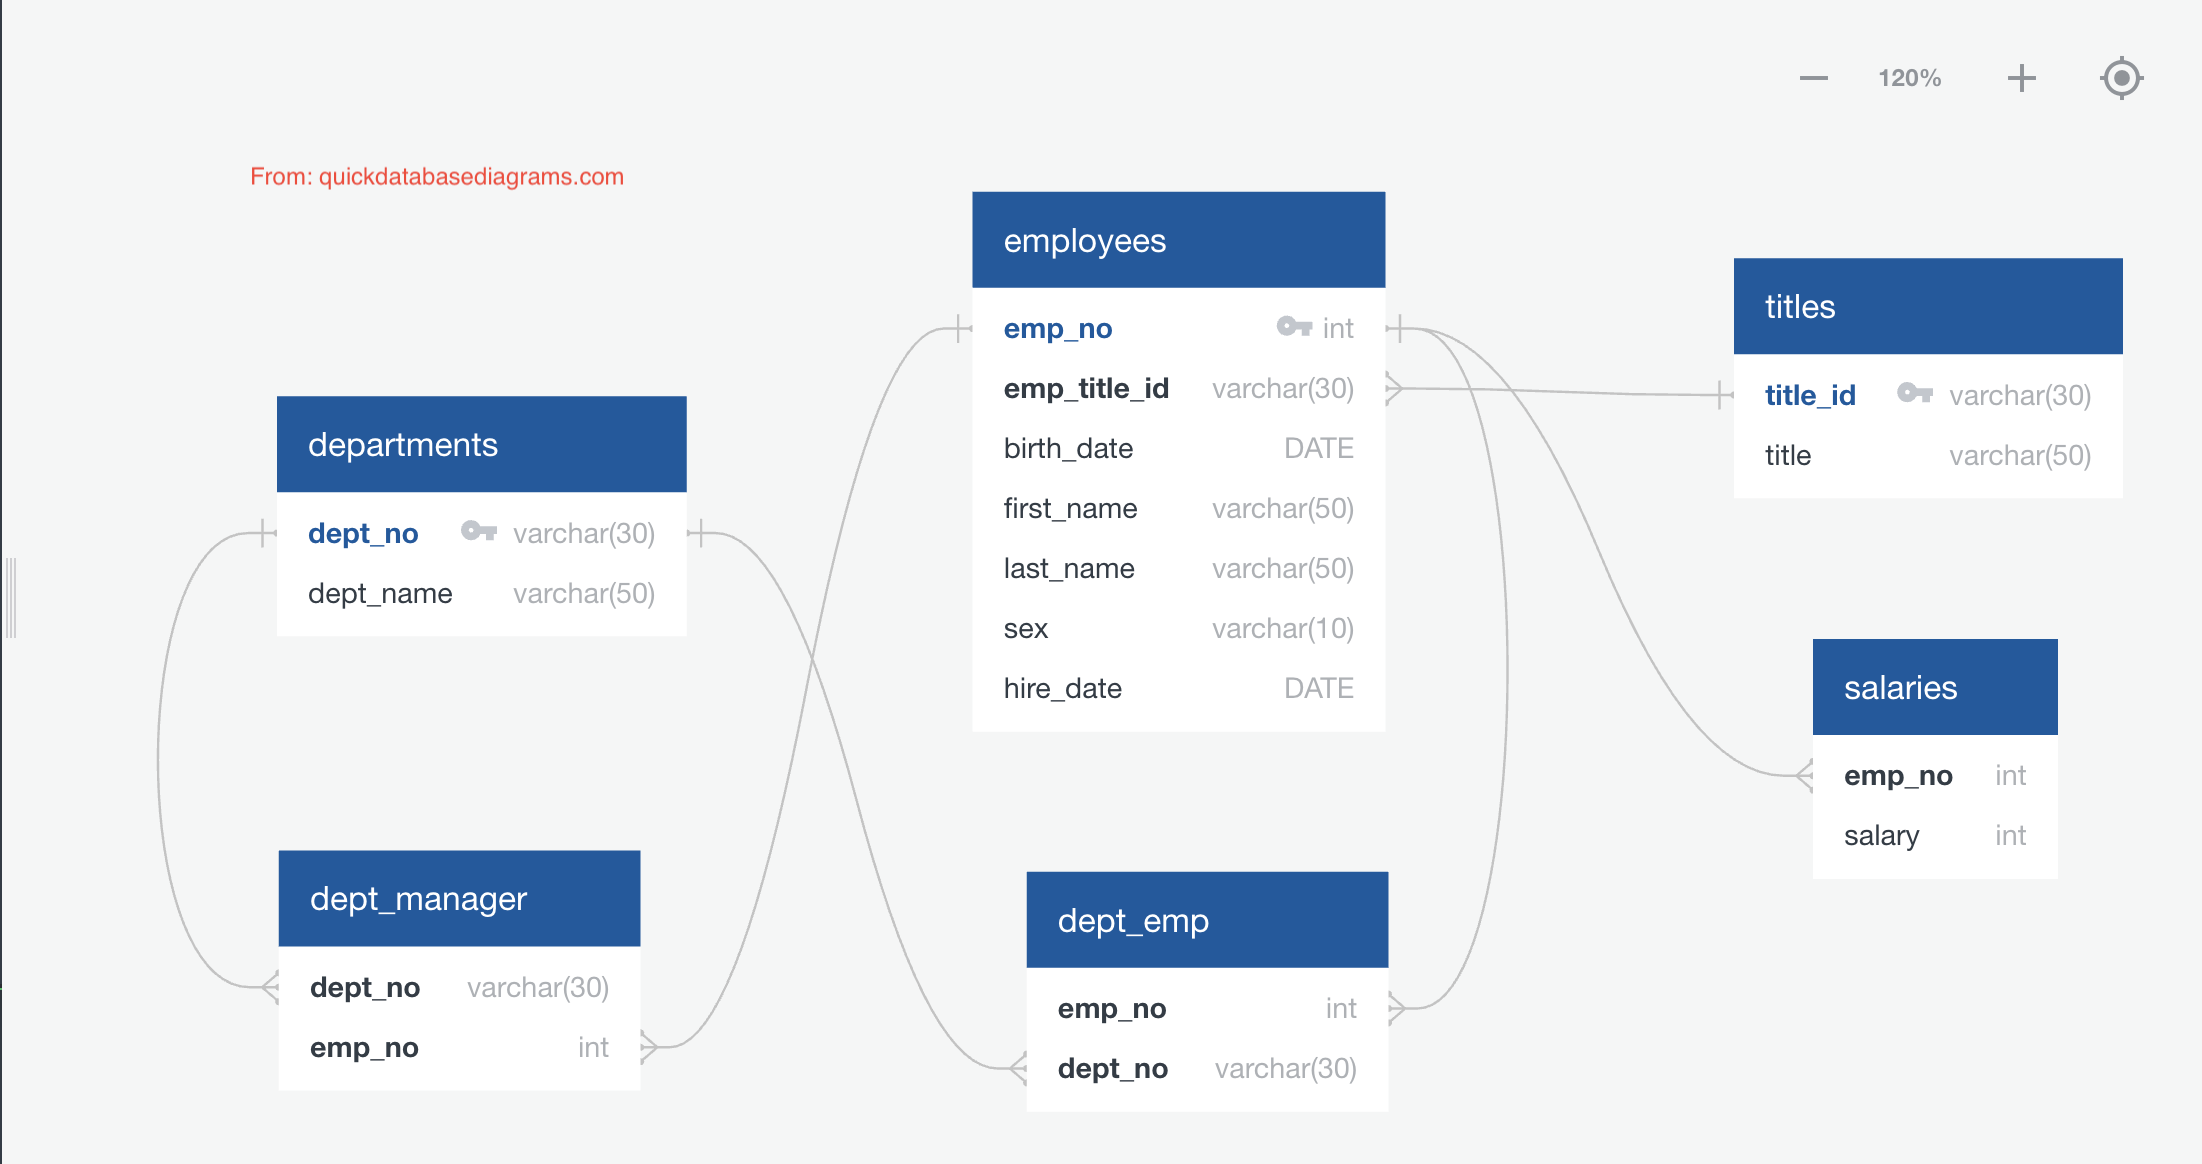 120%
From: quickdatabasediagrams.com
employees
emp_no int
emp_title_id varchar(30)
birth_date DATE
first_name varchar(50)
last_name varchar(50)
sex varchar(10)
hire_date DATE
titles
title_id varchar(30)
title varchar(50)
departments
dept_no varchar(30)
dept_name varchar(50)
salaries
emp_no int
salary int
dept_manager
dept_no varchar(30)
emp_no int
dept_emp
emp_no int
dept_no varchar(30)